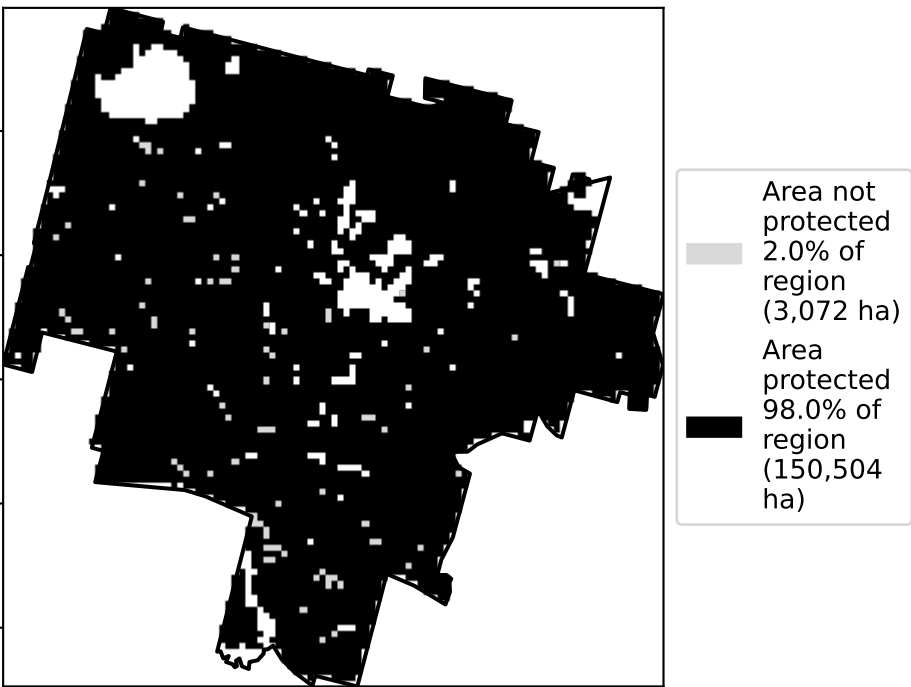 Area not
protected
2.0% of
region
(3,072 ha)
Area
protected
98.0% of
region
(150,504
ha)